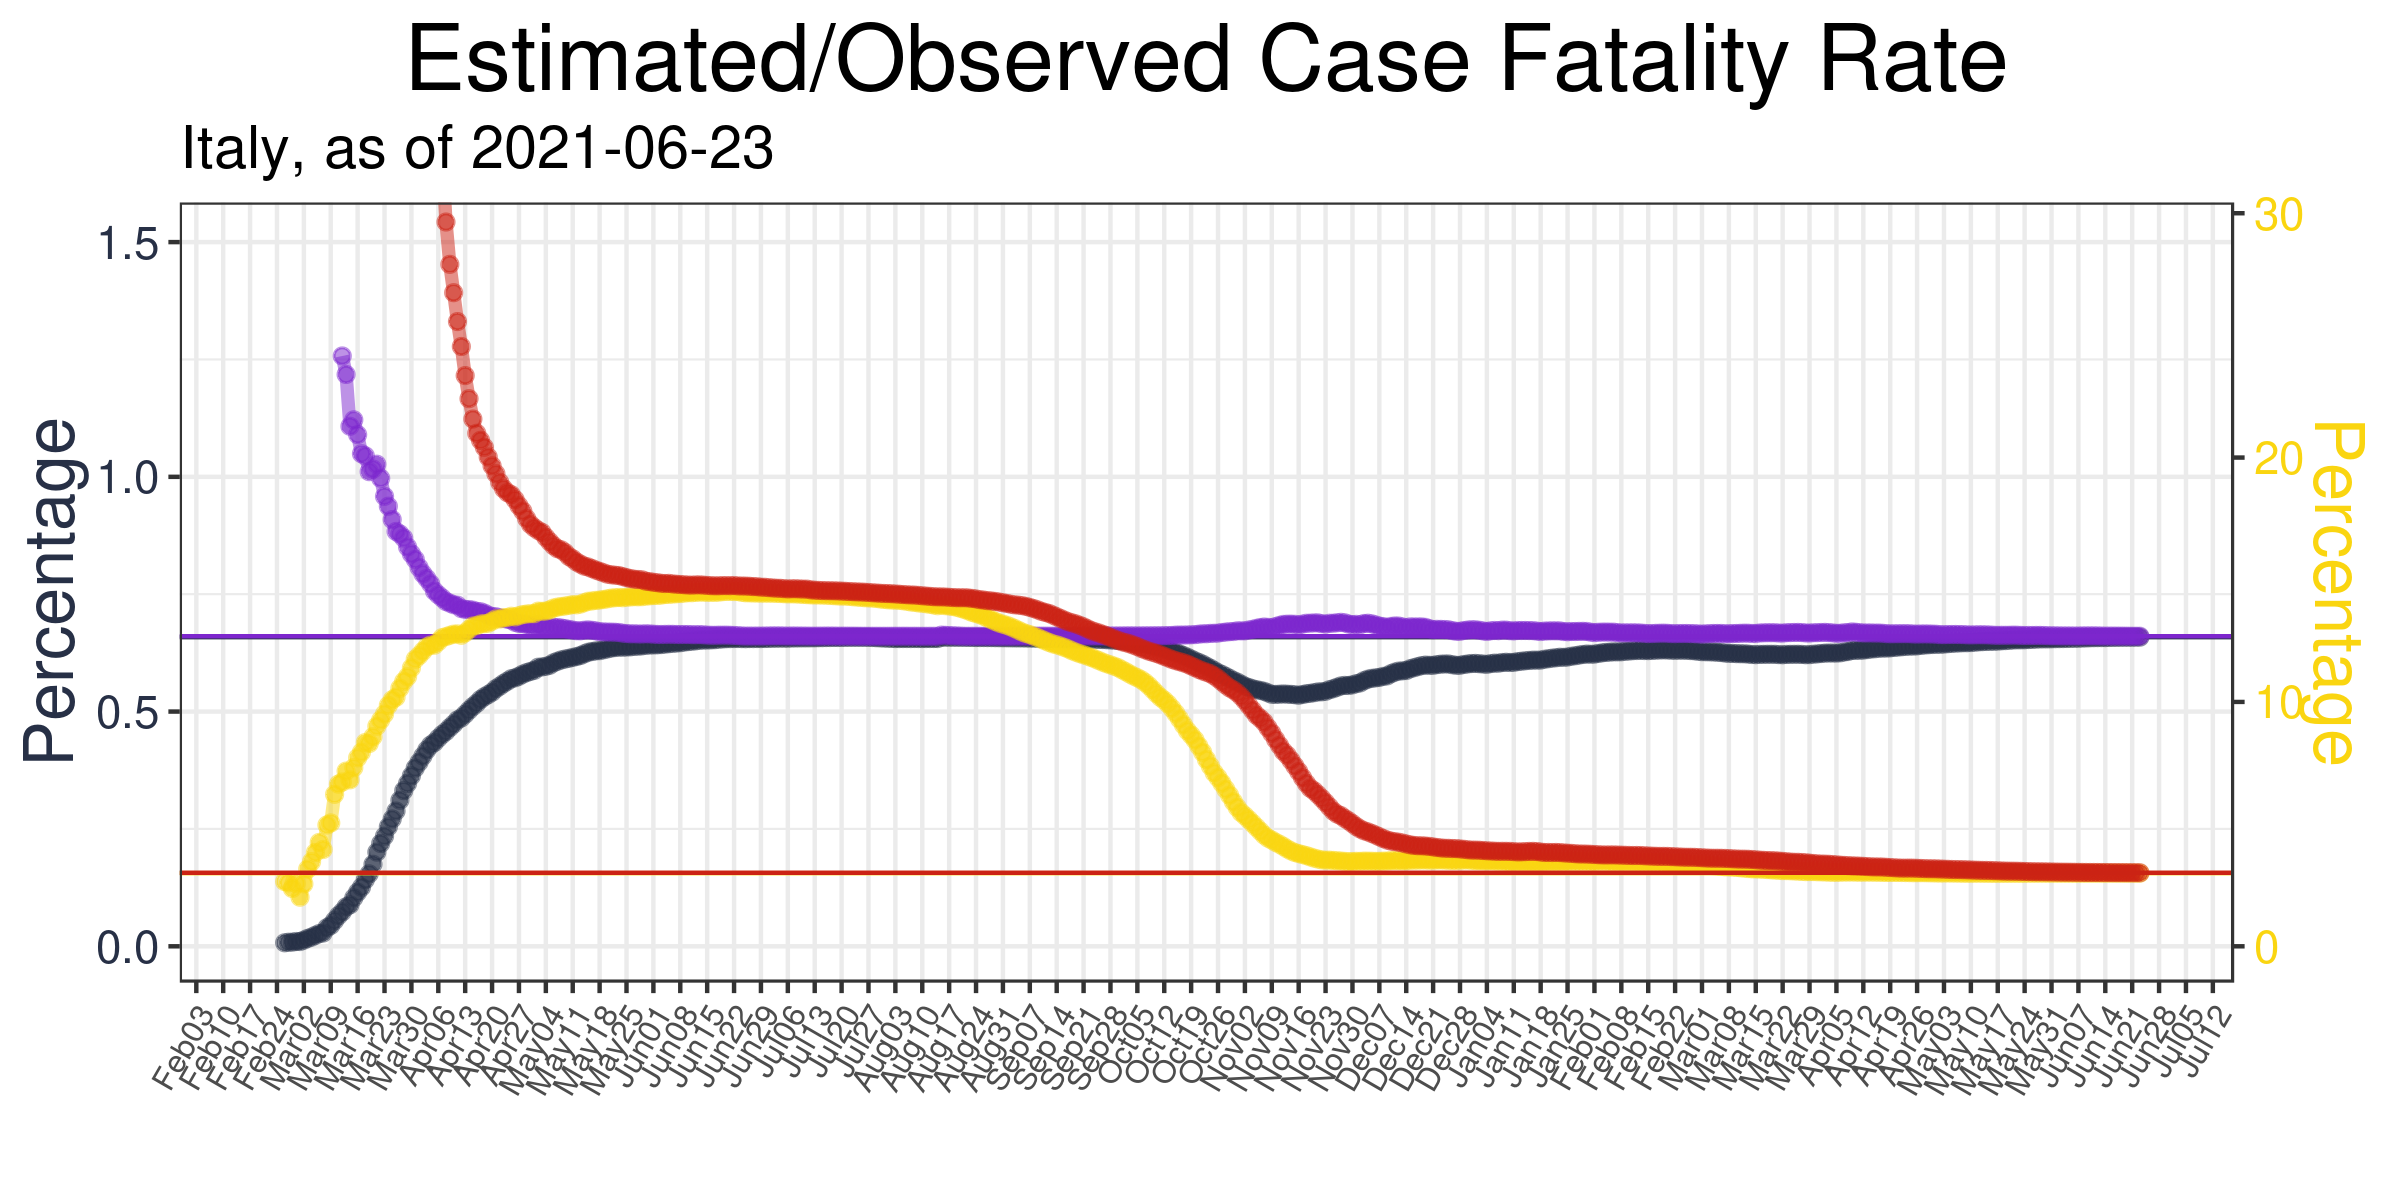 Estimated/Observed Case Fatality Rate
Italy, as of 2021-06-23
Percentage
1.5
1.0
0.5
0.0
30
20
10
0
Percentage
Feb03
Feb10
Feb17
Feb24
Mar02
Mar09
Mar16
Mar23
Mar30
Apr06
Apr13
Apr20
Apr27
May04
May11
May18
May25
Jun01
Jun08
Jun15
Jun22
Jun29
Jul06
Jul13
Jul20
Jul27
Aug03
Aug10
Aug17
Aug24
Aug31
Sep07
Sep14
Sep21
Sep28
Oct05
Oct12
Oct19
Oct26
Nov02
Nov09
Nov16
Nov23
Nov30
Dec07
Dec14
Dec21
Dec28
Jan04
Jan11
Jan18
Jan25
Feb01
Feb08
Feb15
Feb22
Mar01
Mar08
Mar15
Mar22
Mar29
Apr05
Apr12
Apr19
Apr26
May03
May10
May17
May24
May31
Jun07
Jun14
Jun21
Jun28
Jul05
Jul12